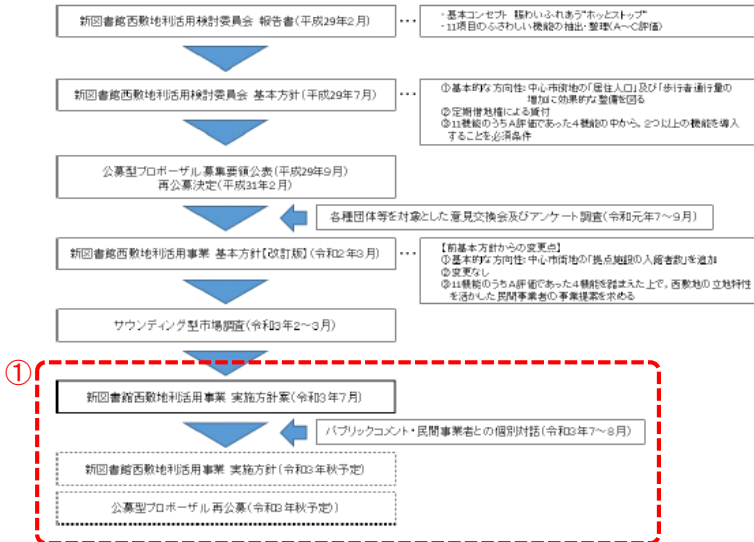 新図書館西敷地利活用検討委員会 報告書(平成29年2月)
…
・基本コンセプト 賑わいふれあう"ホッとストップ"
・11項目のふさわしい機能の抽出・整理(A～C評価)
新図書館西敷地利活用検討委員会 基本方針(平成29年7月)
…
①基本的な方向性:中心市街地の「居住人口」及び「歩行者通行量の
増加に効果的な整備を図る
②定期借地権による貸付
③11機能のうちA評価であった4機能の中から、2つ以上の機能を導入
することを必須条件
公募型プロポーザル募集要領公表(平成29年9月)
再公募決定(平成31年2月)
各種団体等を対象とした意見交換会及びアンケート調査(令和元年7～9月)
新図書館西敷地利活用事業 基本方針【改訂版】(令和2年3月)
…
【前基本方針からの変更点】
①基本的な方向性:中心市街地の「拠点施設の入館者数」を追加
②変更なし
③11機能のうちA評価であった4機能を踏まえた上で，西敷地の立地特性
を活かした民間事業者の事業提案を求める
サウンディング型市場調査(令和3年2～3月)
①
新図書館西敷地利活用事業 実施方針案(令和3年7月)
パブリックコメント・民間事業者との個別対話(令和3年7～8月)
新図書館西敷地利活用事業 実施方針(令和3年秋予定)
公募型プロポーザル再公募(令和3年秋予定))